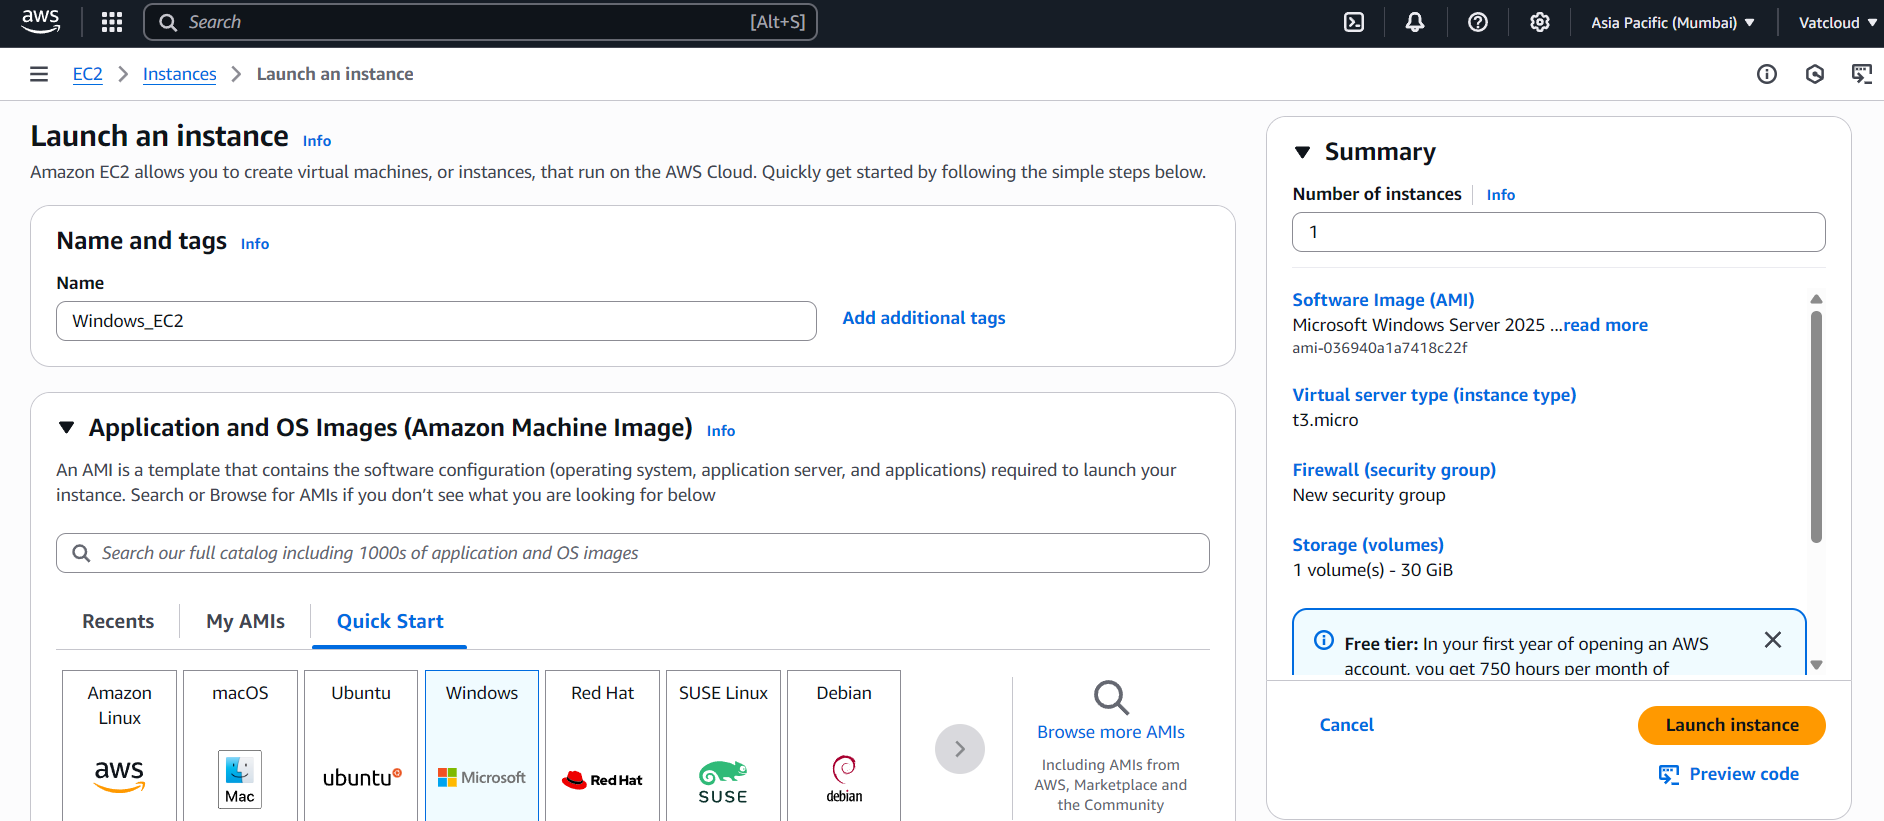 aws
Search [Alt+S]
Asia Pacific (Mumbai)
Vatcloud
EC2
Instances
Launch an instance
Launch an instance Info
Amazon EC2 allows you to create virtual machines, or instances, that run on the AWS Cloud. Quickly get started by following the simple steps below.
Name and tags Info
Name
Windows_EC2
Add additional tags
Application and OS Images (Amazon Machine Image) Info
An AMI is a template that contains the software configuration (operating system, application server, and applications) required to launch your
instance. Search or Browse for AMIs if you don’t see what you are looking for below
Search our full catalog including 1000s of application and OS images
Recents
My AMIs
Quick Start
Amazon
Linux
aws
macOS
Mac
Ubuntu
ubuntu
Windows
Microsoft
Red Hat
Red Hat
SUSE Linux
SUSE
Debian
debian
Browse more AMIs
Including AMIs from
AWS, Marketplace and
the Community
Summary
Number of instances Info
1
Software Image (AMI)
Microsoft Windows Server 2025 ...read more
ami-036940a1a7418c22f
Virtual server type (instance type)
t3.micro
Firewall (security group)
New security group
Storage (volumes)
1 volume(s) - 30 GiB
Free tier: In your first year of opening an AWS
account, you get 750 hours per month of
Cancel
Launch instance
Preview code